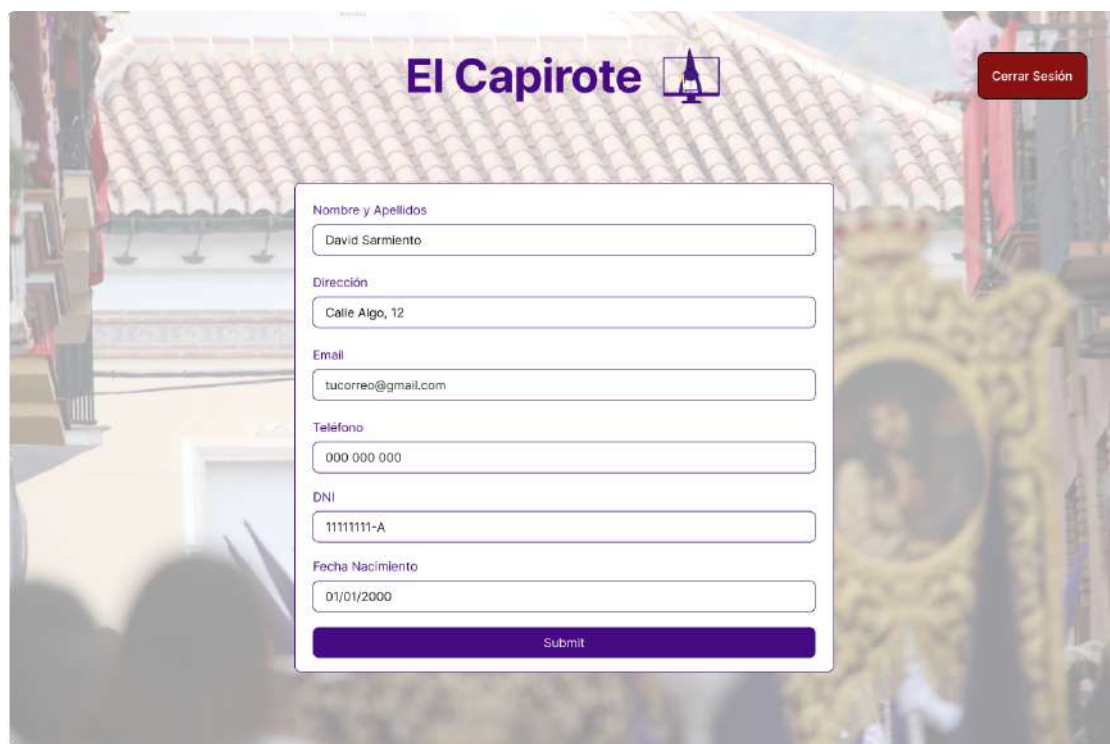 El Capirote
Cerrar Sesión
Nombre y Apellidos
David Sarmiento
Dirección
Calle Algo, 12
Email
tucorreo@gmail.com
Teléfono
000 000 000
DNI
11111111-A
Fecha Nacimiento
01/01/2000
Submit